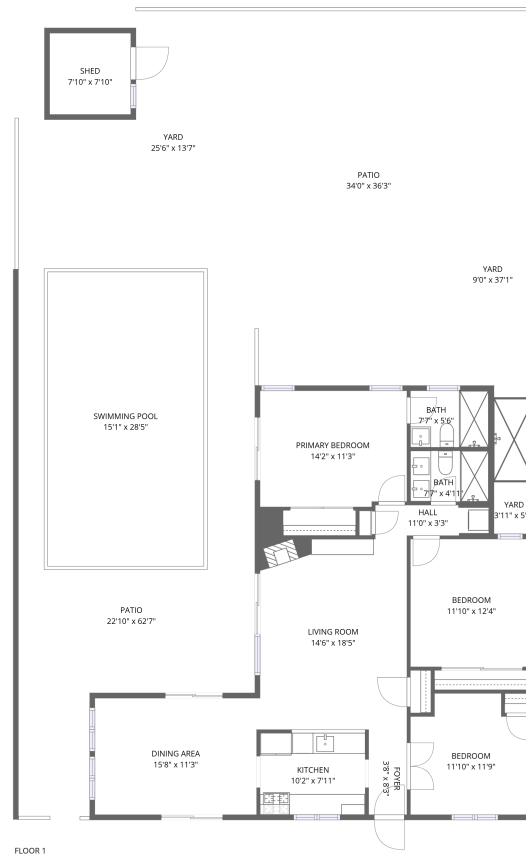 SHED
7'10" x 7'10"
YARD
25'6" x 13'7"
PATIO
34'0" x 36'3"
YARD
9'0" x 37'1"
SWIMMING POOL
15'1" x 28'5"
BATH
7'7" x 5'6"
PRIMARY BEDROOM
14'2" x 11'3"
BATH
7'7" x 4'11"
YARD
3'11" x 5'
HALL
11'0" x 3'3"
BEDROOM
11'10" x 12'4"
PATIO
22'10" x 62'7"
LIVING ROOM
14'6" x 18'5"
DINING AREA
15'8" x 11'3"
KITCHEN
10'2" x 7'11"
FOYER
3'8" x 8'3"
BEDROOM
11'10" x 11'9"
FLOOR 1